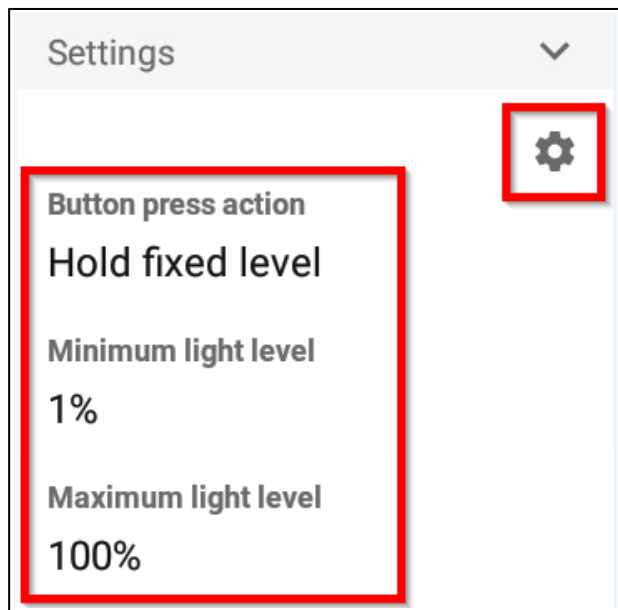 Settings
Button press action
Hold fixed level
Minimum light level
1%
Maximum light level
100%